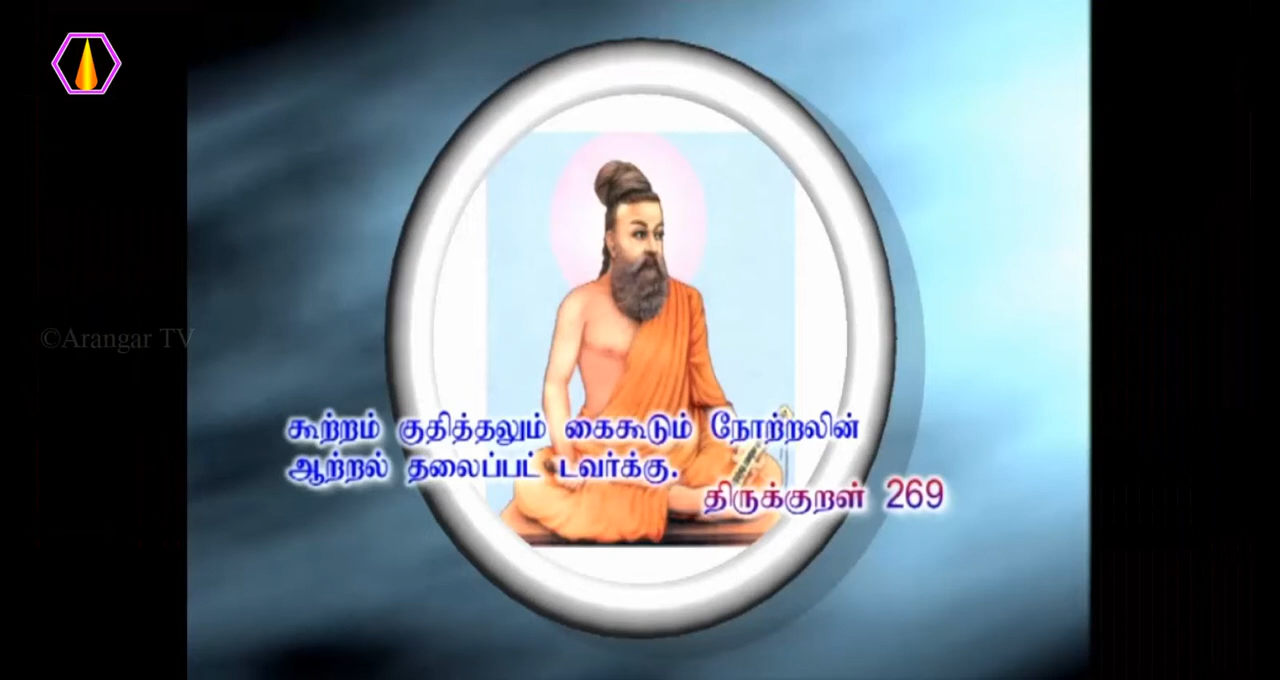 ©Arangar TV
கூற்றம் குதித்தலும் கைகூடும் நோற்றலின்
ஆற்றல் தலைப்பட் டவர்க்கு.
திருக்குறள் 269